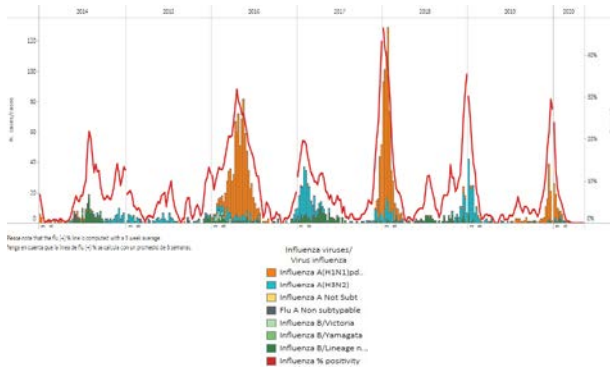 2014 2015 2016 2017 2018 2019 2020
120
100
80
60
40
20
0
40%
30%
20%
10%
0%
Please note that the flu (+) % line is computed with a 3 week average
Tenga en cuenta que la línea de flu (+) % se calcula con un promedio de 3 semanas.
Influenza viruses/
Virus influenza
Influenza A(H1N1)pd..
Influenza A(H3N2)
Influenza A Not Subt..
Flu A Non subtypable
Influenza B/Victoria
Influenza B/Yamagata
Influenza B/Lineage n...
Influenza % positivity